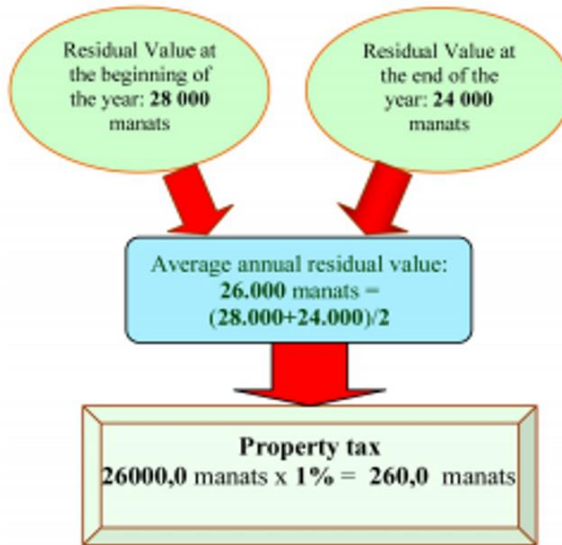 Residual Value at
the beginning of
the year: 28 000
manats
Residual Value at
the end of the
year: 24 000
manats
Average annual residual value:
26.000 manats =
(28.000+24.000)/2
Property tax
26000,0 manats x 1% = 260,0 manats